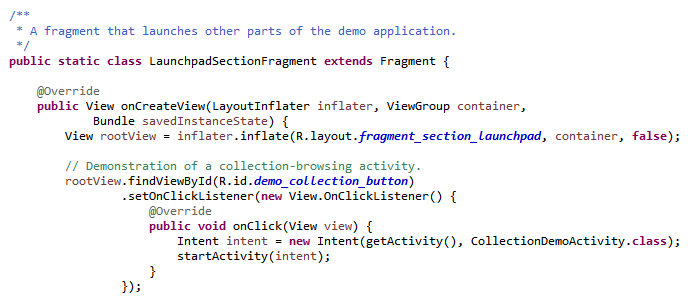 /**
 * A fragment that launches other parts of the demo application.
 */
public static class LaunchpadSectionFragment extends Fragment {

    @Override
    public View onCreateView(LayoutInflater inflater, ViewGroup container,
            Bundle savedInstanceState) {
        View rootView = inflater.inflate(R.layout.fragment_section_launchpad, container, false);

        // Demonstration of a collection-browsing activity.
        rootView.findViewById(R.id.demo_collection_button)
                .setOnClickListener(new View.OnClickListener() {
                    @Override
                    public void onClick(View view) {
                        Intent intent = new Intent(getActivity(), CollectionDemoActivity.class);
                        startActivity(intent);
                    }
                });